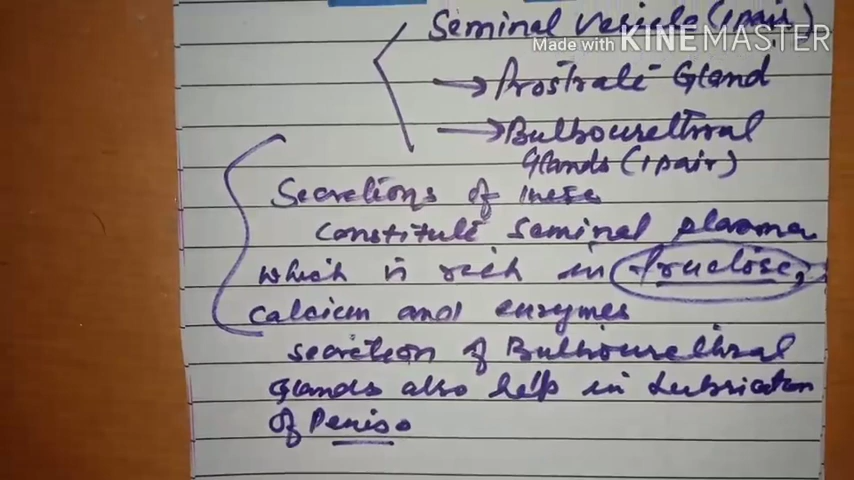 Seminal vesicle (1 pair)
Made with KINEMASTER
→ Prostrate Gland
→ Bulbourethral
Glands (1 pair)
Secretions of these
constitute seminal plasma
which is rich in fructose,
calcium and enzymes
secretion of Bulbourethral
glands also help in lubrication
of Penis.